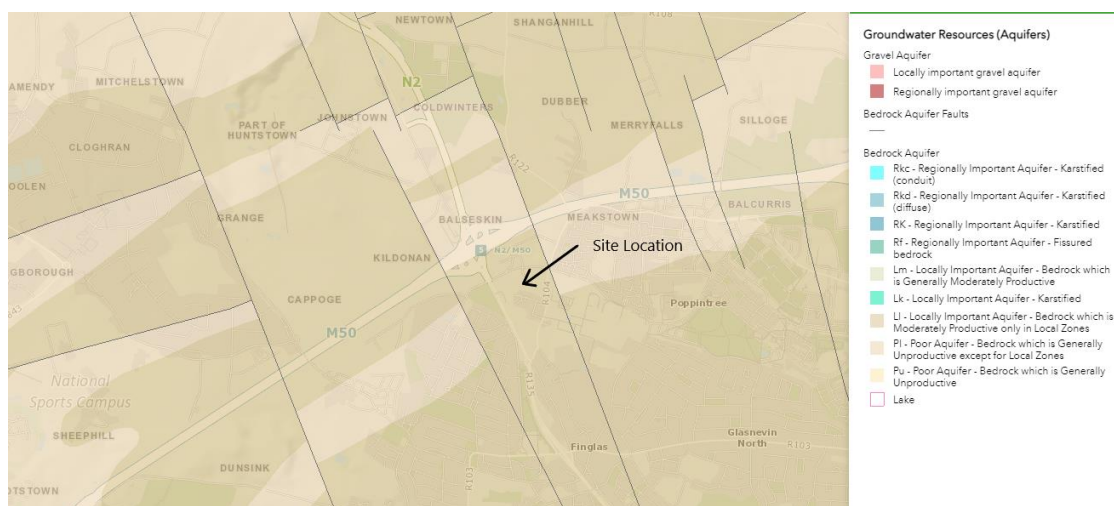 NEWTOWN
SHANGANHILL
R108
AMENDY
MITCHELSTOWN
N2
COLDWINTERS
DUBBER
PART OF
HUNTSTOWN
JOHNSTOWN
MERRYFALLS
SILLOGE
CLOGHRAN
R122
OOLEN
M50
GRANGE
BALSESKIN
MEAKSTOWN
BALCURRIS
5
N2/M50
Site Location
KILDONAN
GBOROUGH
R104
CAPPOGE
Poppintree
M50
National
Sports Campus
R135
SHEEPHILL
Finglas
Glasnevin
North
R103
DUNSINK
R103
OTSTOWN
Groundwater Resources (Aquifers)
Gravel Aquifer
Locally important gravel aquifer
Regionally important gravel aquifer
Bedrock Aquifer Faults
Bedrock Aquifer
Rkc - Regionally Important Aquifer - Karstified
(conduit)
Rkd - Regionally Important Aquifer - Karstified
(diffuse)
RK - Regionally Important Aquifer - Karstified
Rf - Regionally Important Aquifer - Fissured
bedrock
Lm - Locally Important Aquifer - Bedrock which
is Generally Moderately Productive
Lk - Locally Important Aquifer - Karstified
Ll - Locally Important Aquifer - Bedrock which is
Moderately Productive only in Local Zones
Pl - Poor Aquifer - Bedrock which is Generally
Unproductive except for Local Zones
Pu - Poor Aquifer - Bedrock which is Generally
Unproductive
Lake